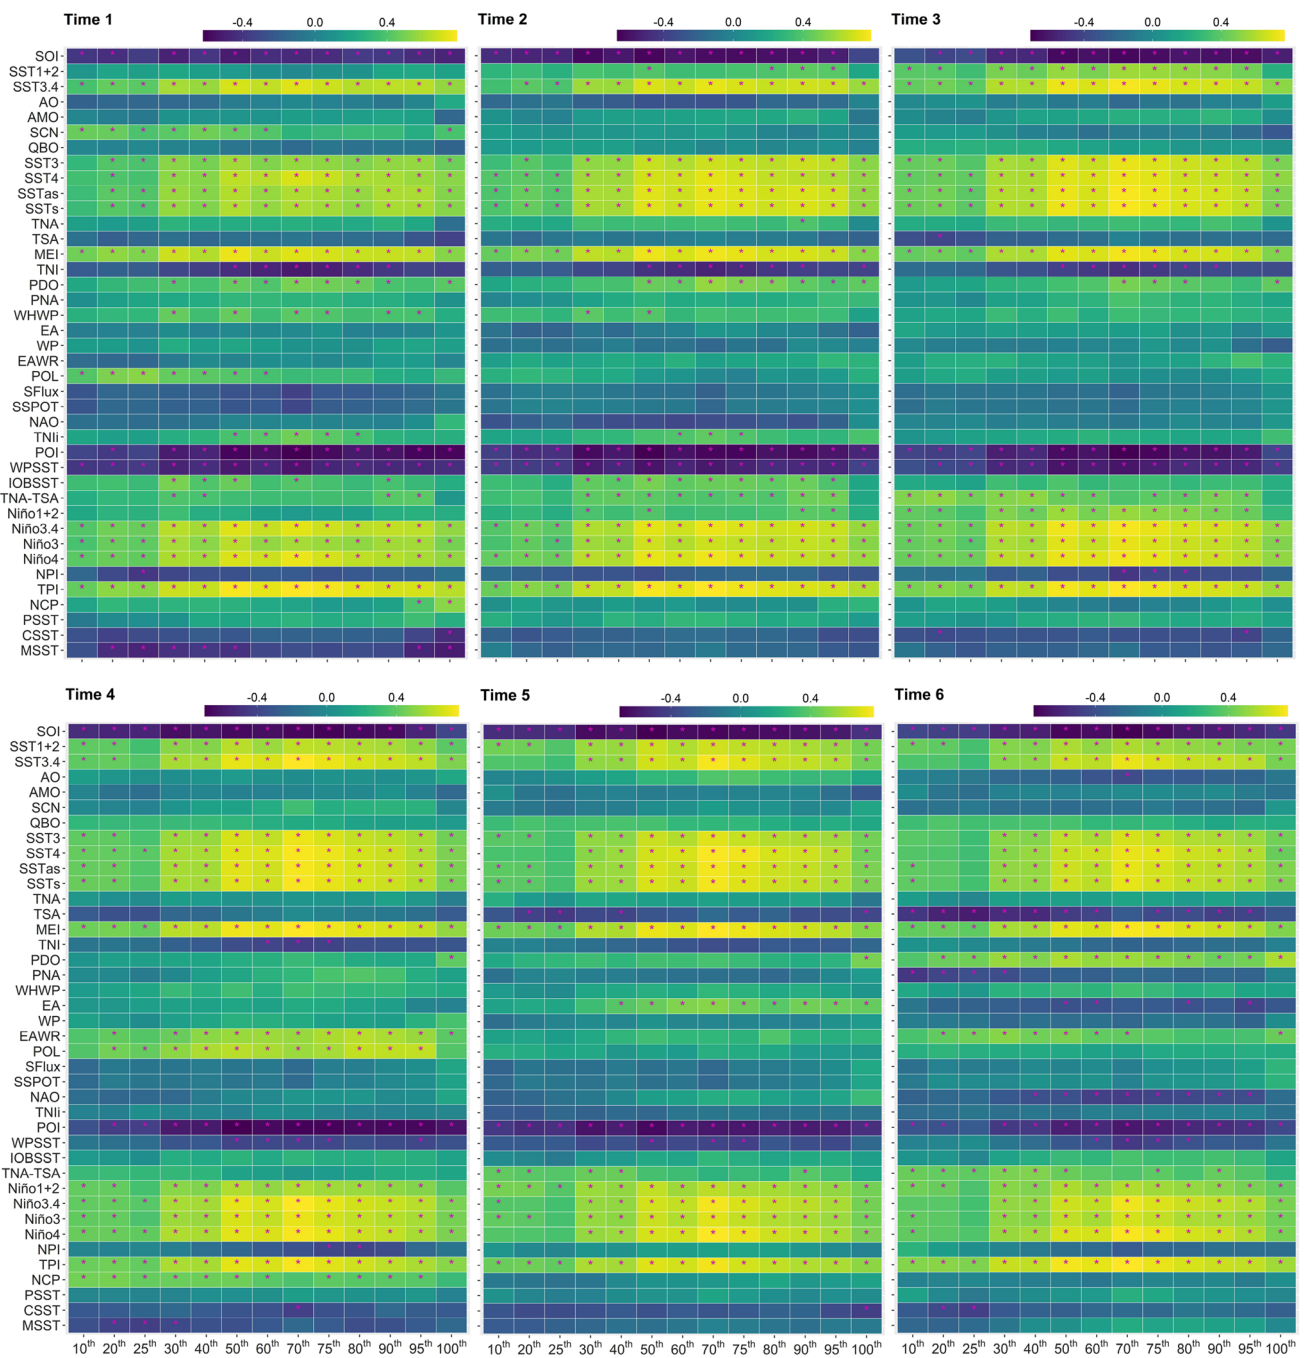 Time 1
-0.4 0.0 0.4
Time 2
-0.4 0.0 0.4
Time 3
-0.4 0.0 0.4
SOI
SST1+2
SST3.4
AO
AMO
SCN
QBO
SST3
SST4
SSTas
SSTs
TNA
TSA
MEI
TNI
PDO
PNA
WHWP
EA
WP
EAWR
POL
SFlux
SSPOT
NAO
TNIi
POI
WPSST
IOBSST
TNA-TSA
Niño1+2
Niño3.4
Niño3
Niño4
NPI
TPI
NCP
PSST
CSST
MSST
Time 4
-0.4 0.0 0.4
Time 5
-0.4 0.0 0.4
Time 6
-0.4 0.0 0.4
SOI
SST1+2
SST3.4
AO
AMO
SCN
QBO
SST3
SST4
SSTas
SSTs
TNA
TSA
MEI
TNI
PDO
PNA
WHWP
EA
WP
EAWR
POL
SFlux
SSPOT
NAO
TNIi
POI
WPSST
IOBSST
TNA-TSA
Niño1+2
Niño3.4
Niño3
Niño4
NPI
TPI
NCP
PSST
CSST
MSST
10th 20th 25th 30th 40th 50th 60th 70th 75th 80th 90th 95th 100th
10th 20th 25th 30th 40th 50th 60th 70th 75th 80th 90th 95th 100th
10th 20th 25th 30th 40th 50th 60th 70th 75th 80th 90th 95th 100th